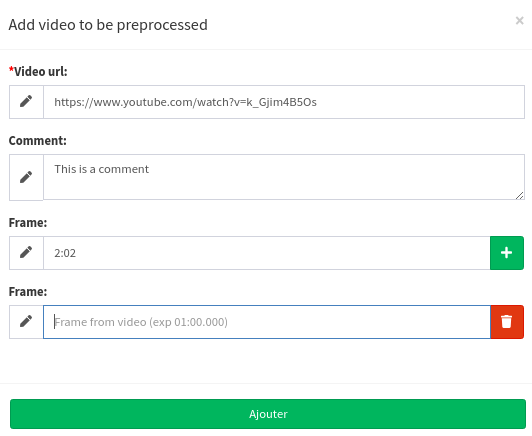 Add video to be preprocessed
×
*Video url:
https://www.youtube.com/watch?v=k_Gjim4B5Os
Comment:
This is a comment
Frame:
2:02
Frame:
Frame from video (exp 01:00.000)
Ajouter